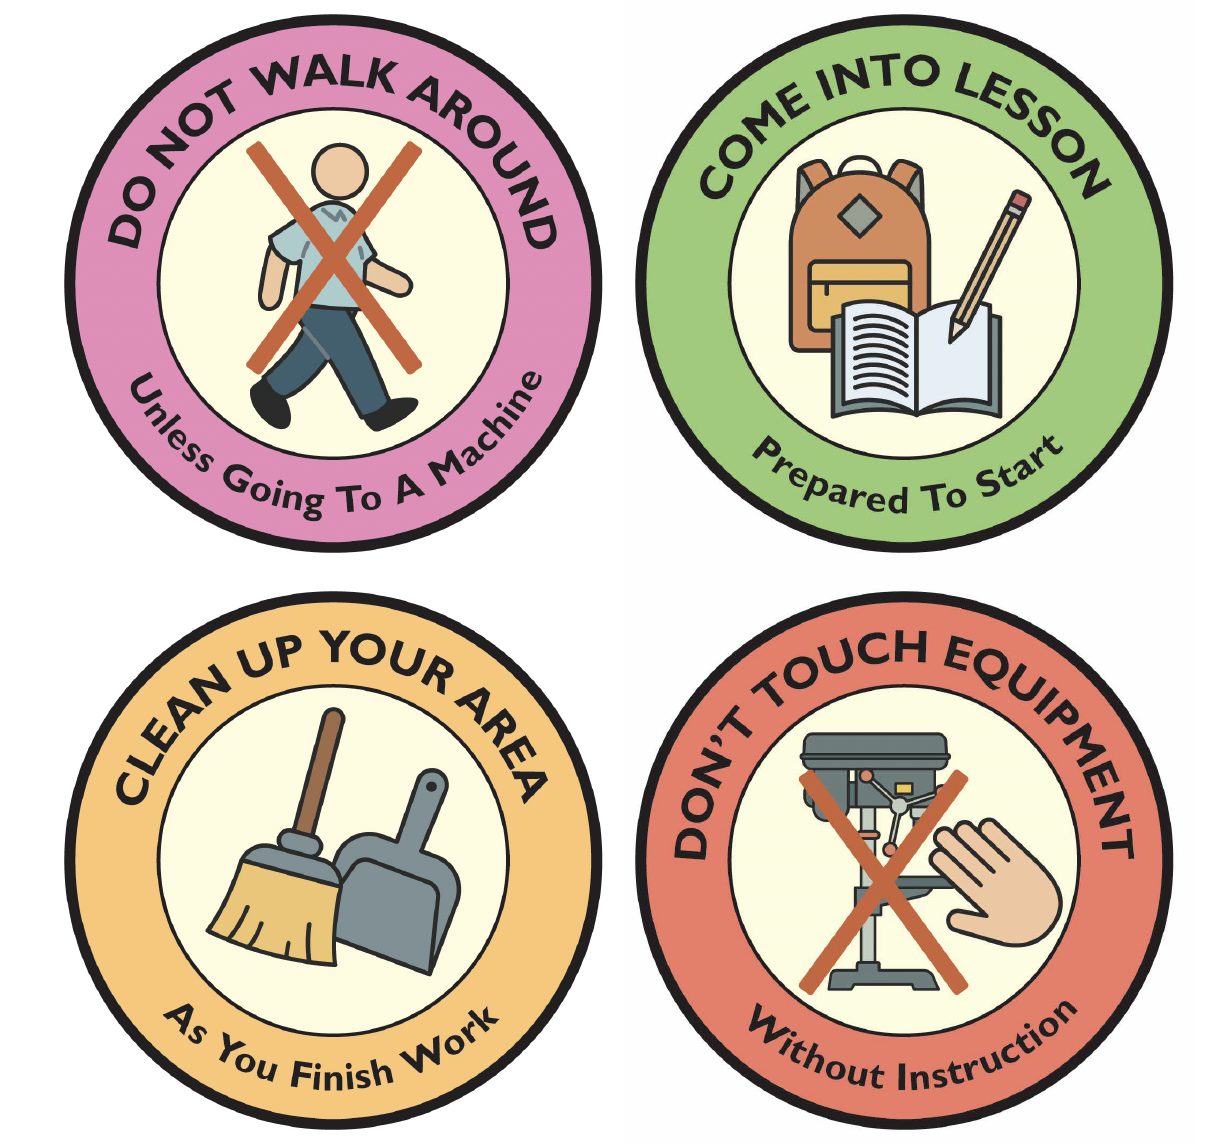 DO NOT WALK AROUND
Unless Going To A Machine
COME INTO LESSON
Prepared To Start
CLEAN UP YOUR AREA
As You Finish Work
DON'T TOUCH EQUIPMENT
Without Instruction